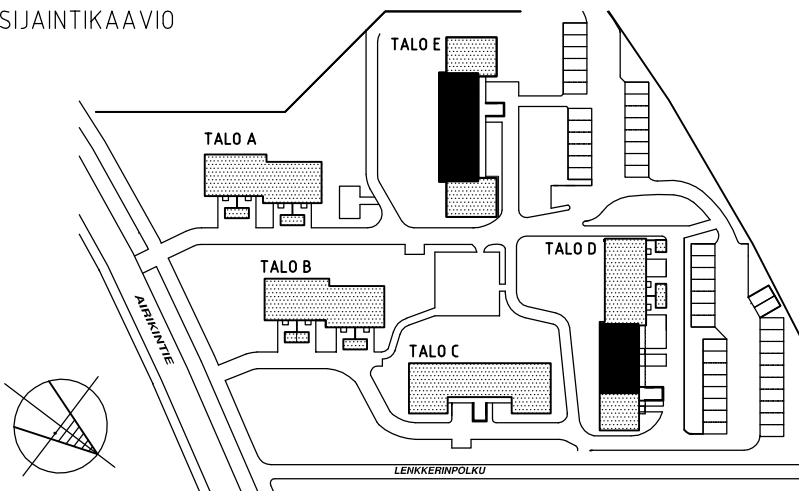 SIJAINTIKAAVIO
TALO E
TALO A
TALO D
TALO B
AIRIKINTIE
TALO C
LENKKERINPOLKU